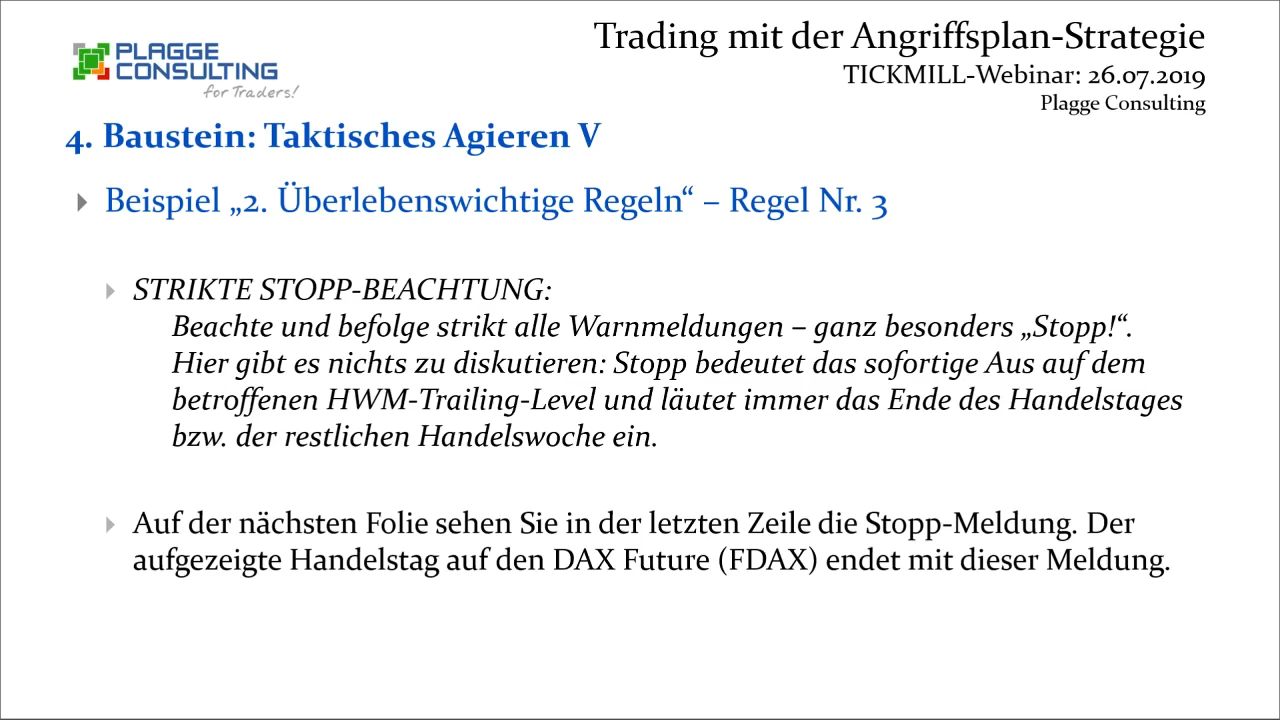 PLAGGE
CONSULTING
for Traders!
Trading mit der Angriffsplan-Strategie
TICKMILL-Webinar: 26.07.2019
Plagge Consulting
4. Baustein: Taktisches Agieren V
Beispiel „2. Überlebenswichtige Regeln“ – Regel Nr. 3
STRIKTE STOPP-BEACHTUNG:
Beachte und befolge strikt alle Warnmeldungen – ganz besonders „Stopp!“.
Hier gibt es nichts zu diskutieren: Stopp bedeutet das sofortige Aus auf dem
betroffenen HWM-Trailing-Level und läutet immer das Ende des Handelstages
bzw. der restlichen Handelswoche ein.
Auf der nächsten Folie sehen Sie in der letzten Zeile die Stopp-Meldung. Der
aufgezeigte Handelstag auf den DAX Future (FDAX) endet mit dieser Meldung.